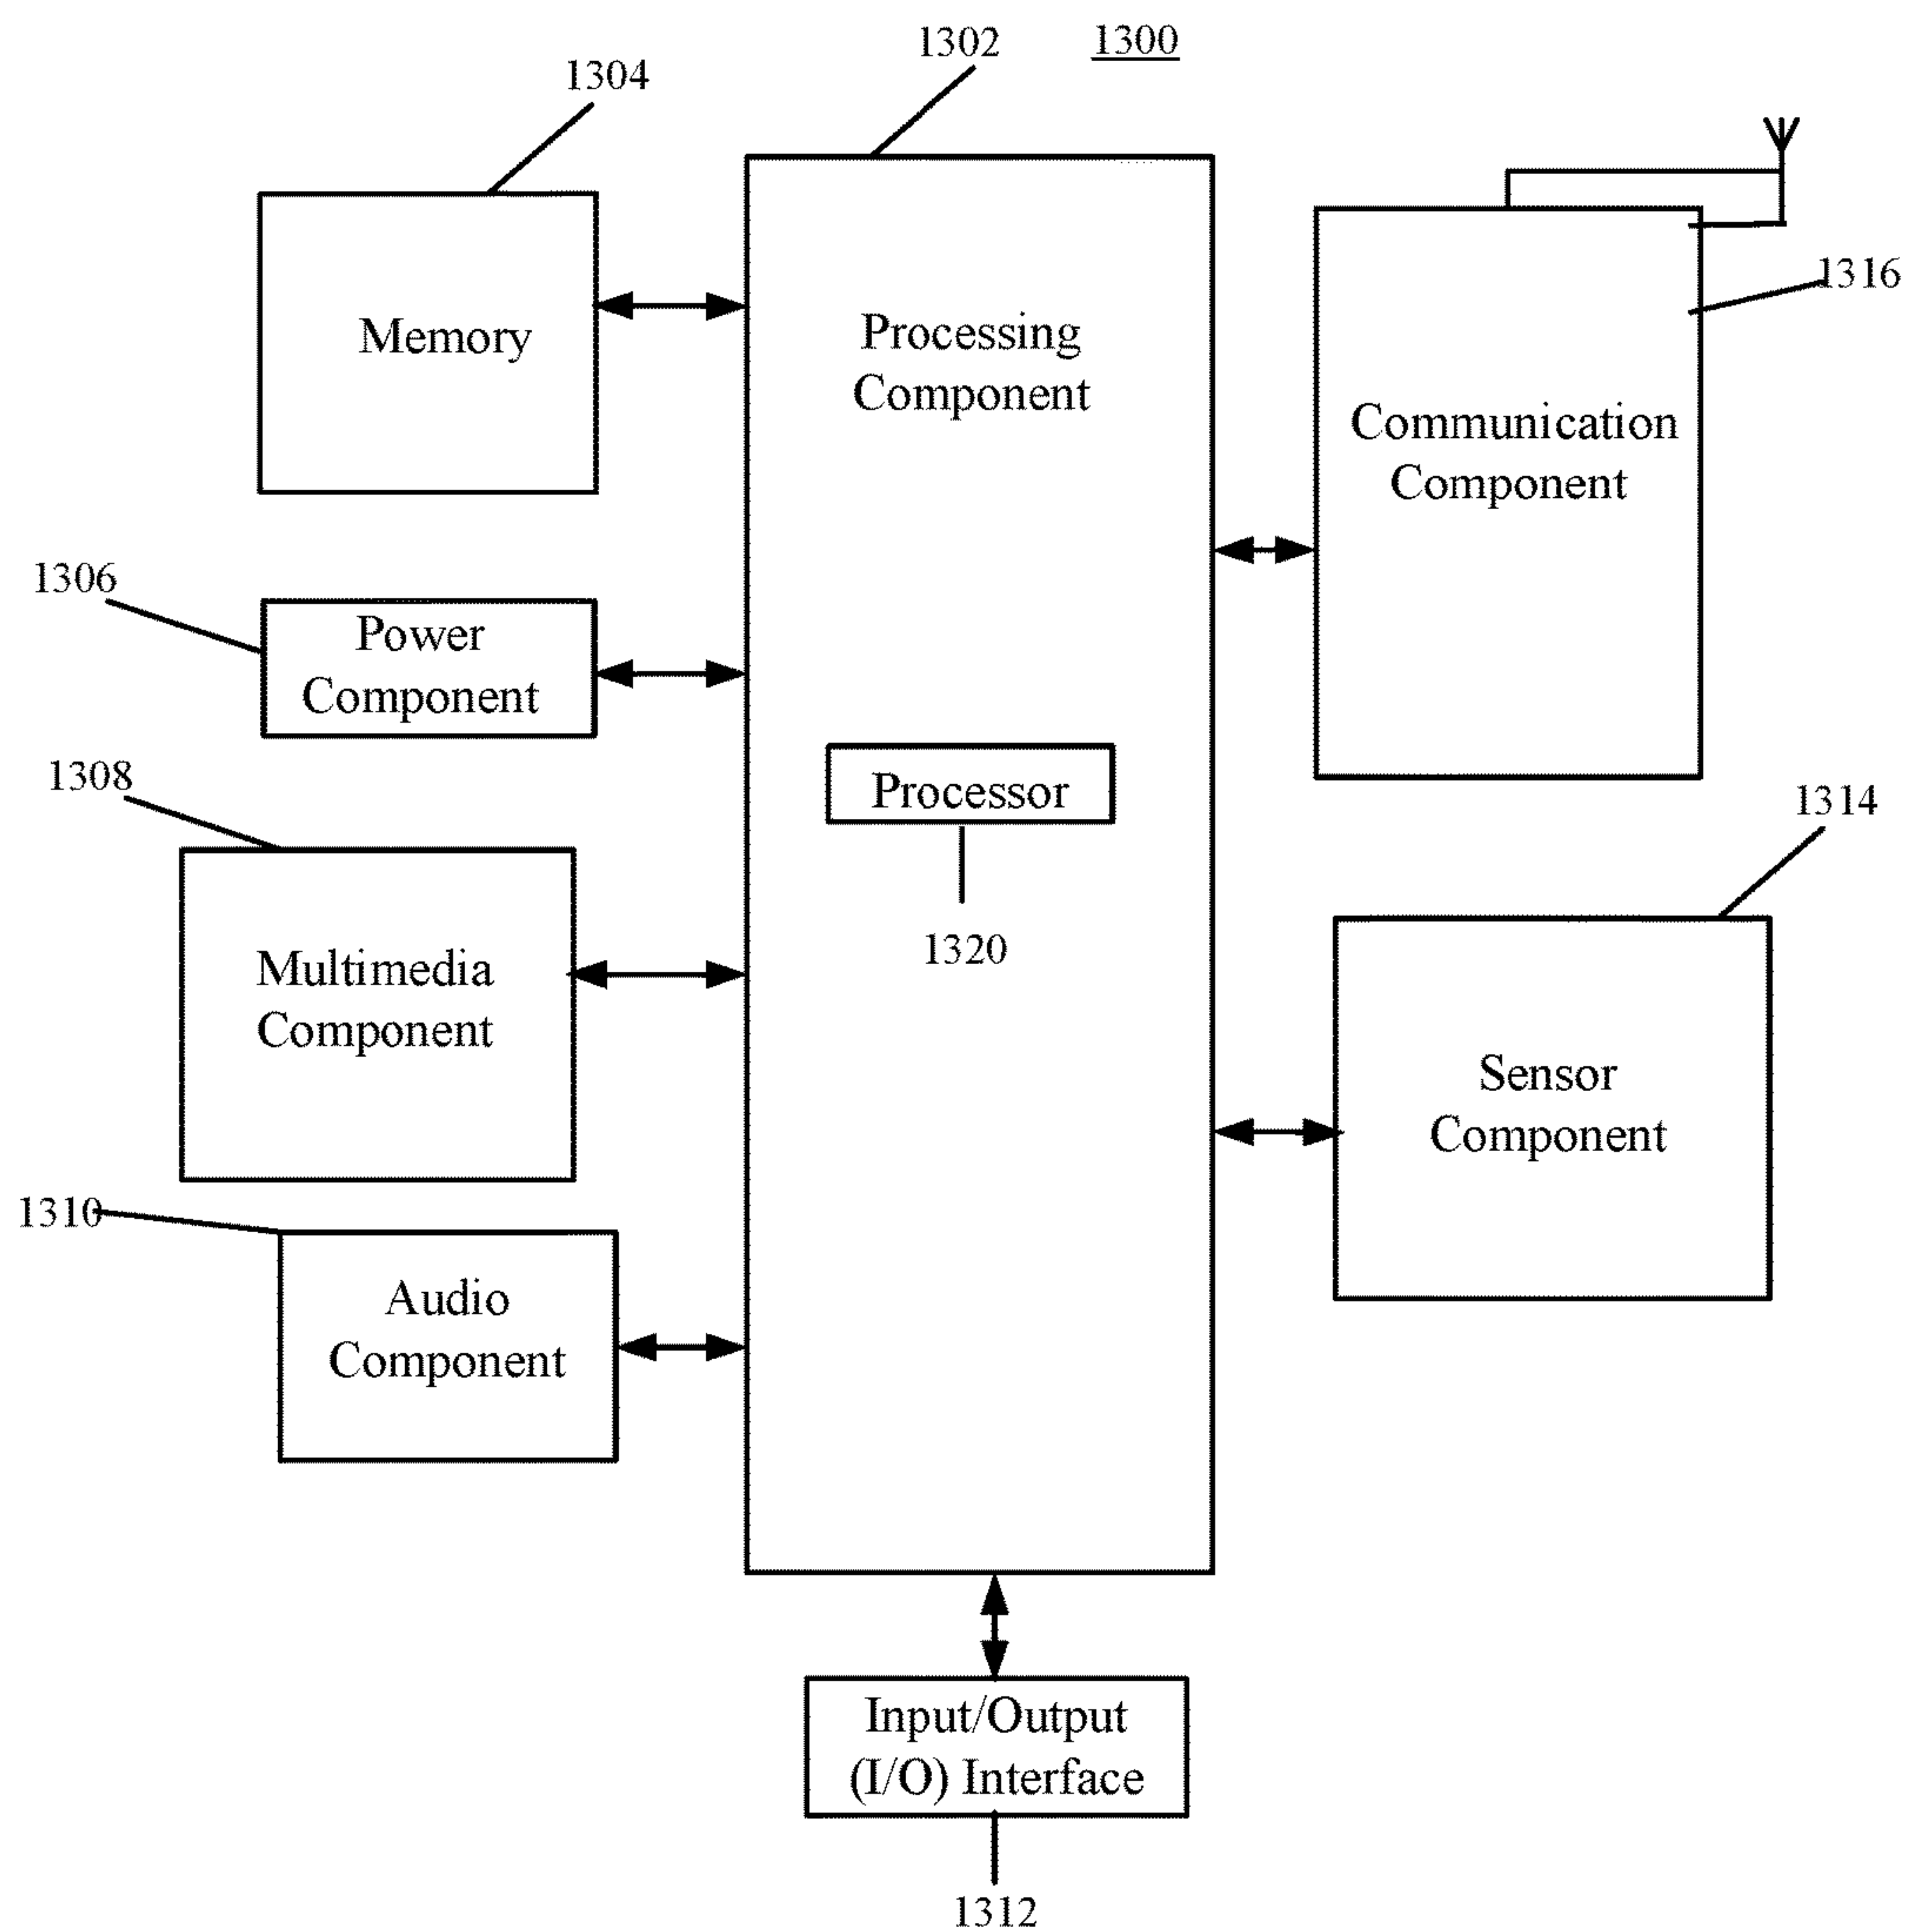 1300
1302
1304
Memory
Processing
Component
1316
Communication
Component
1306
Power
Component
1308
Processor
1314
1320
Multimedia
Component
Sensor
Component
1310
Audio
Component
Input/Output
(I/O) Interface
1312